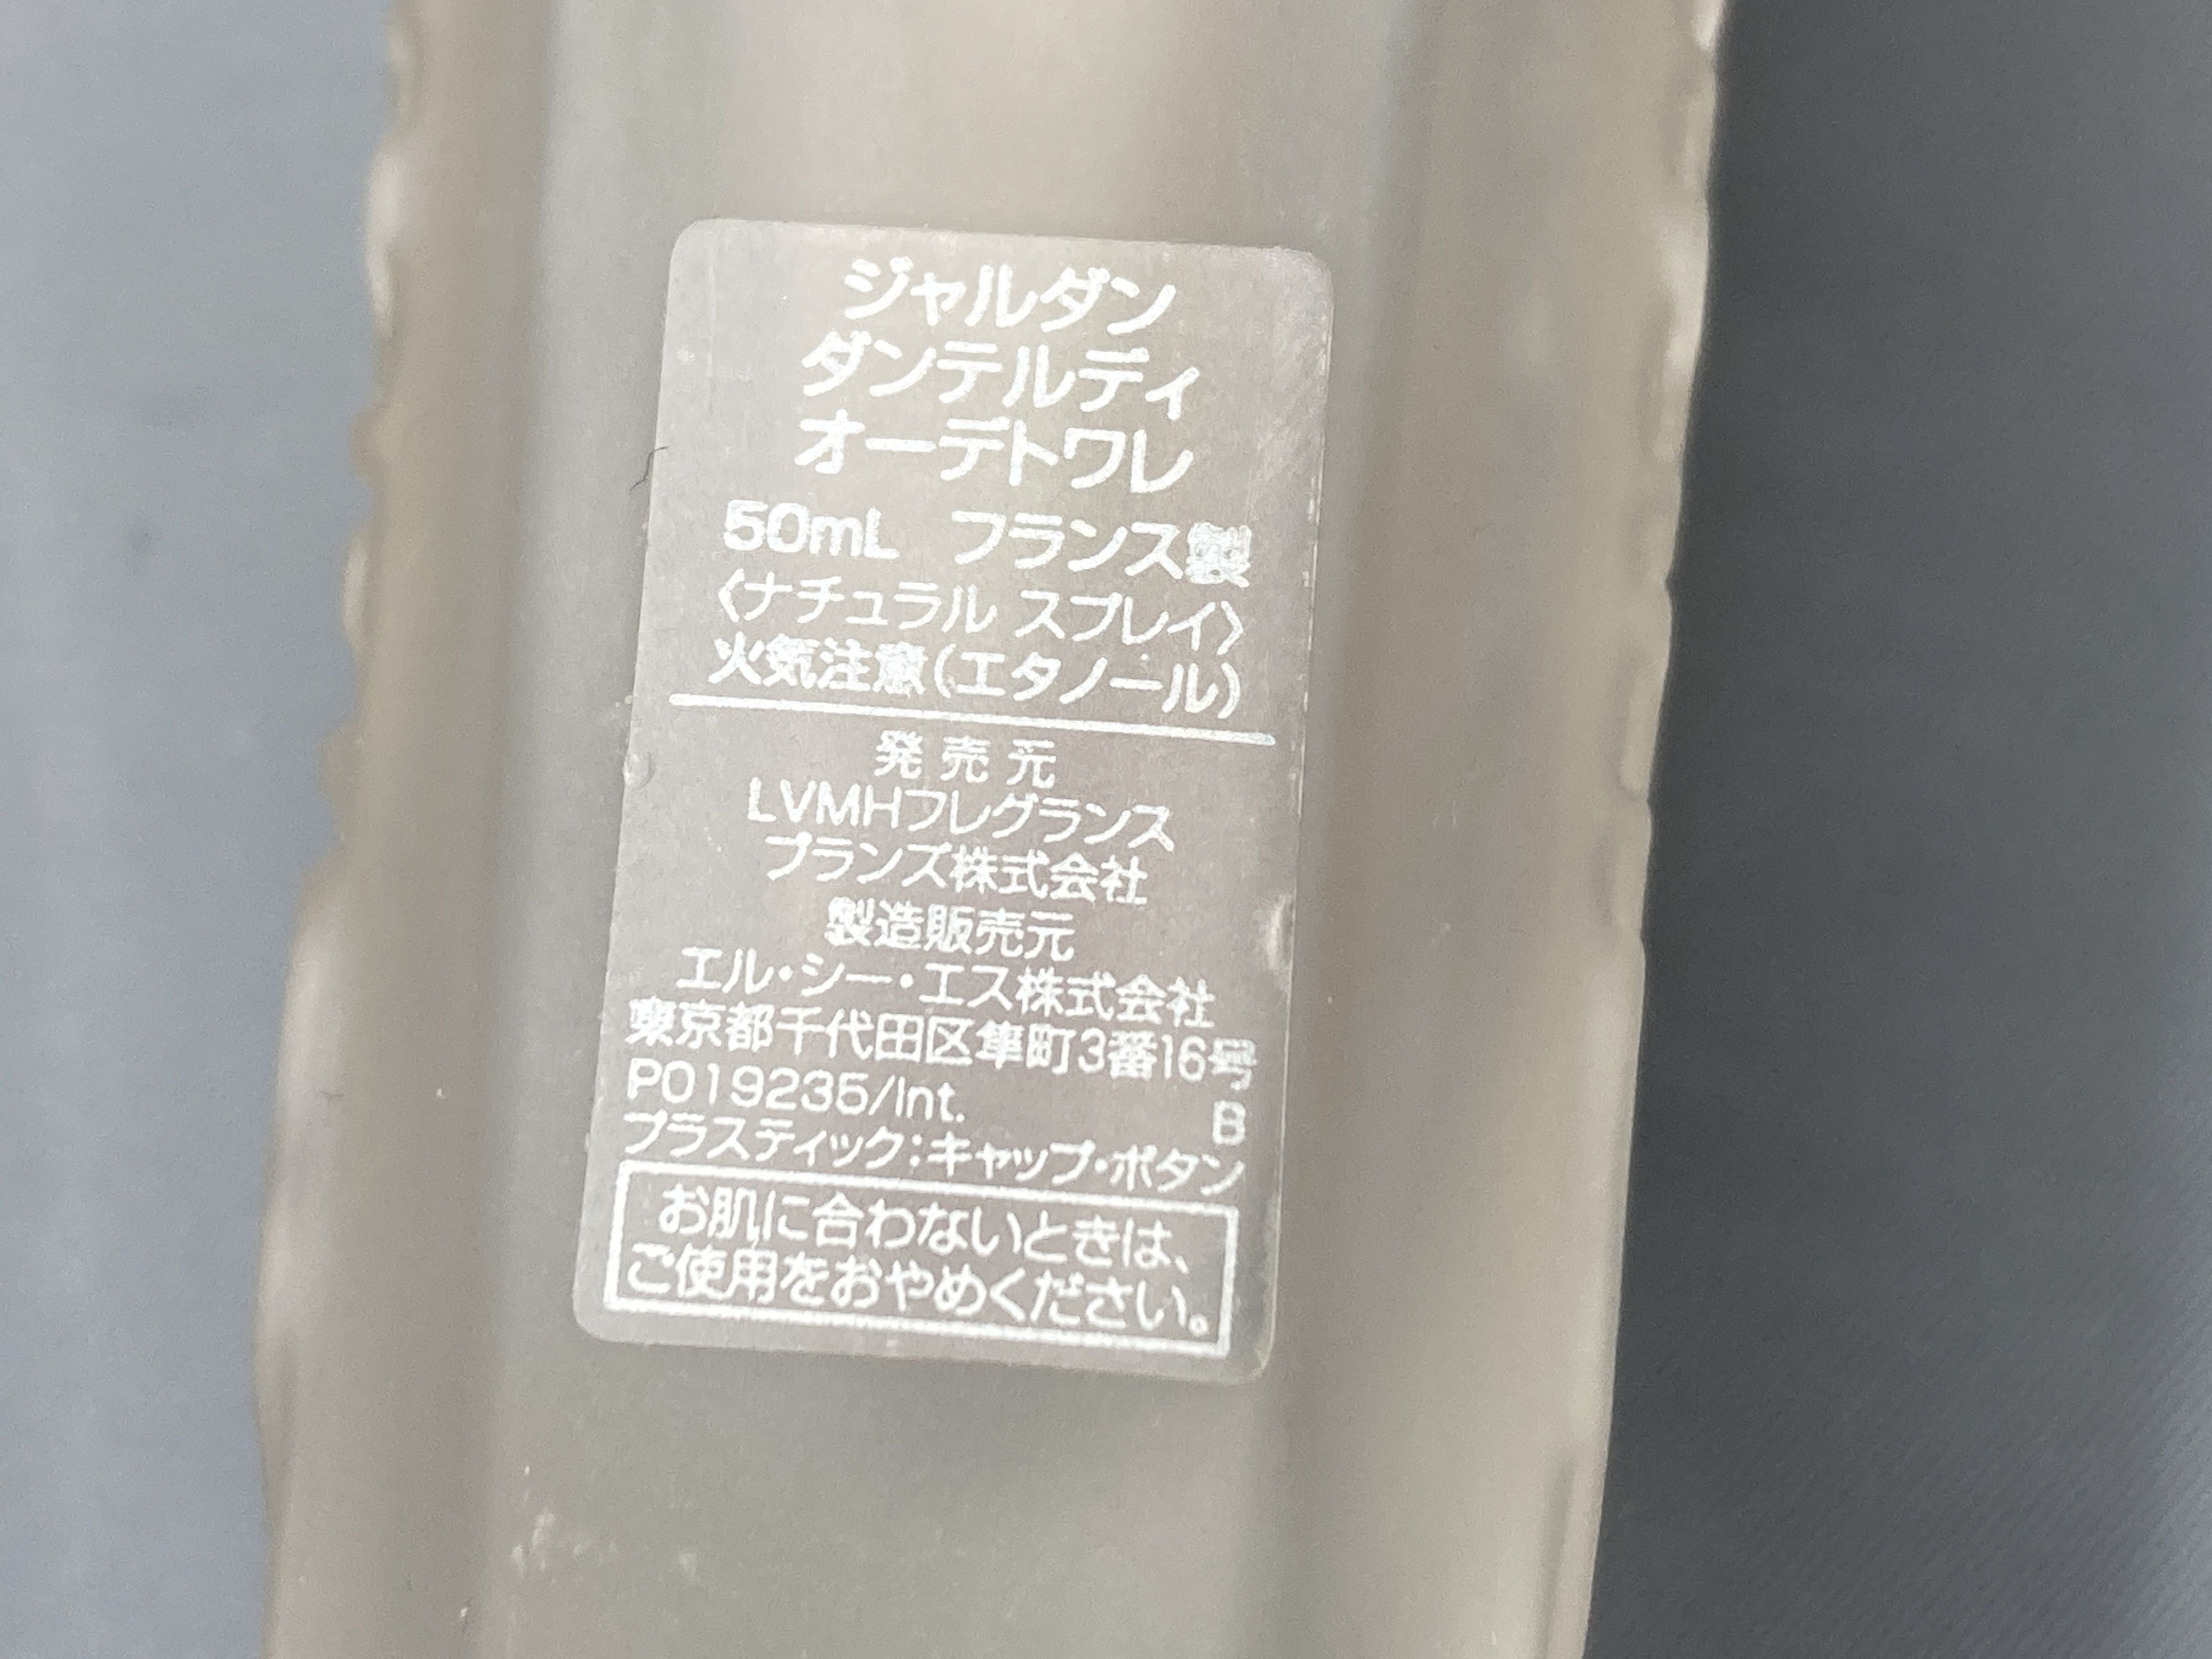 ジャルダン
ダンテルディ
オーデトワレ
50mL フランス製
〈ナチュラル スプレイ〉
火気注意(エタノール)
発売元
LVMHフレグランス
ブランズ株式会社
製造販売元
エル・シー・エス株式会社
東京都千代田区隼町3番16号
P019235/Int. B
プラスティック:キャップ・ボタン
お肌に合わないときは、
ご使用をおやめください。